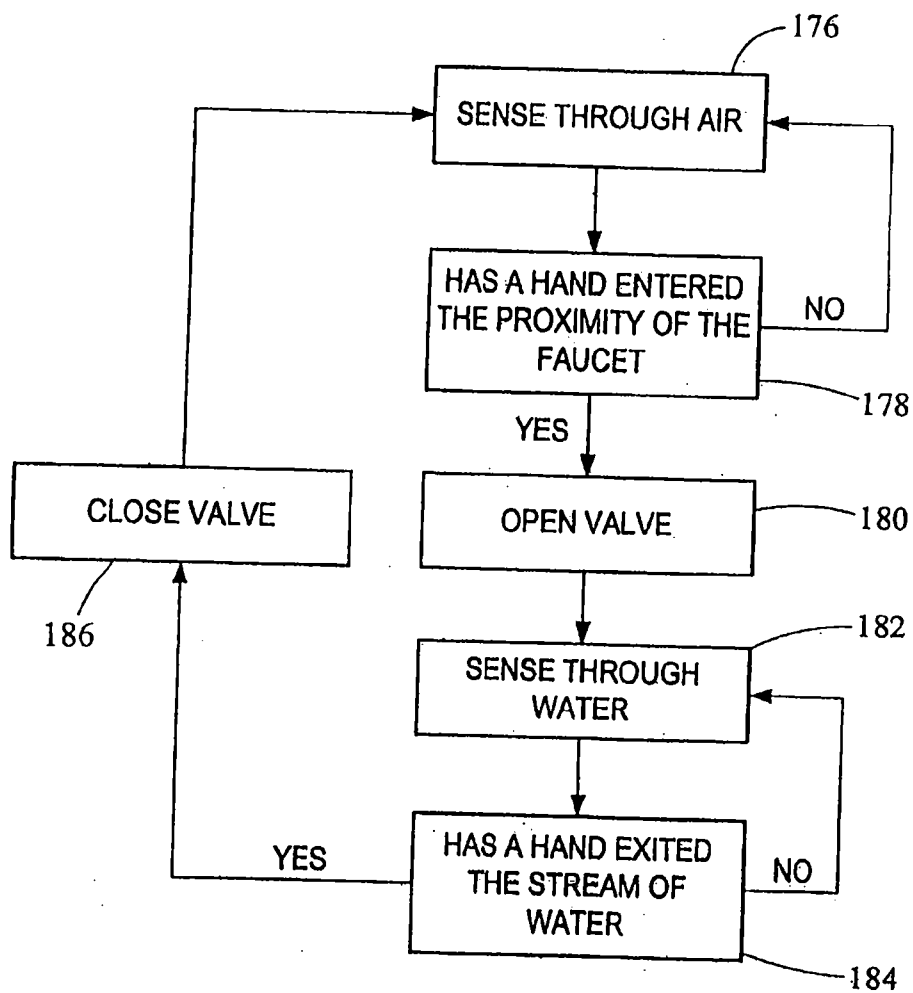 176
SENSE THROUGH AIR
HAS A HAND ENTERED
THE PROXIMITY OF THE
FAUCET
NO
178
YES
OPEN VALVE
180
CLOSE VALVE
186
182
SENSE THROUGH
WATER
HAS A HAND EXITED
THE STREAM OF
WATER
YES
NO
184